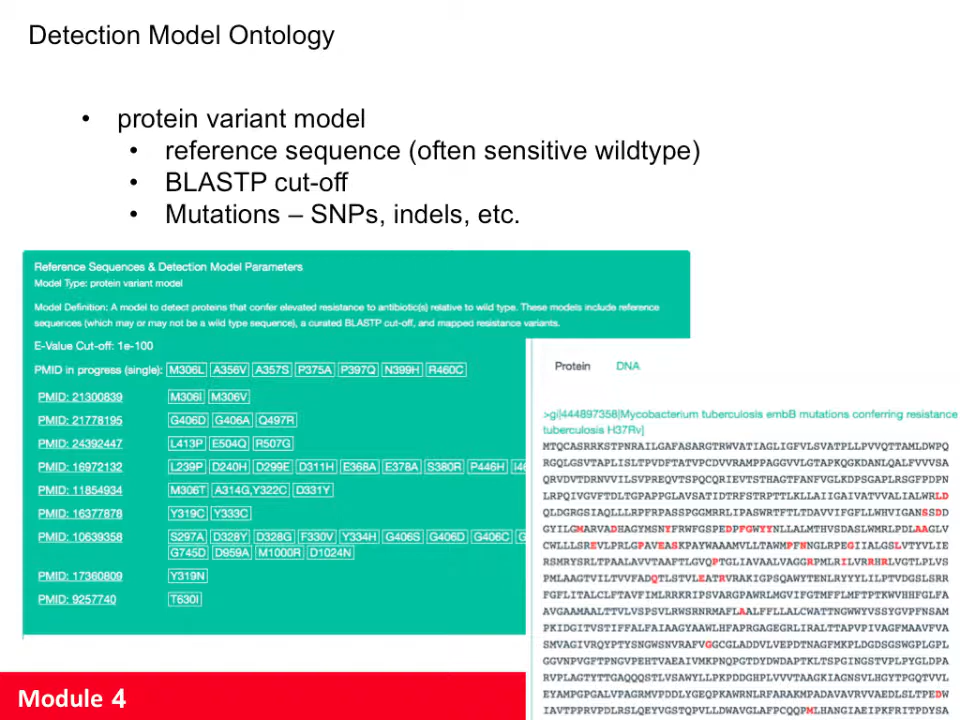 Detection Model Ontology
• protein variant model
• reference sequence (often sensitive wildtype)
• BLASTP cut-off
• Mutations – SNPs, indels, etc.
Reference Sequences & Detection Model Parameters
Model Type: protein variant model
Model Definition: A model to detect proteins that confer elevated resistance to antibiotic(s) relative to wild type. These models include reference
sequences (which may or may not be a wild type sequence), a curated BLASTP cut-off, and mapped resistance variants.
E-Value Cut-off: 1e-100
PMID in progress (single): M306L A356V A357S P375A P397Q N399H R460C
PMID: 21300839 M306I M306V
PMID: 21778195 G406D G406A Q497R
PMID: 24392447 L413P E504Q R507G
PMID: 16972132 L239P D240H D299E D311H E368A E378A S380R P446H I46
PMID: 11854934 M306T A314G,Y322C D331Y
PMID: 16377878 Y319C Y333C
PMID: 10639358 S297A D328Y D328G F330V Y334H G406S G406D G406C G
G745D D959A M1000R D1024N
PMID: 17360809 Y319N
PMID: 9257740 T630I
Protein DNA
>gi|444897358|Mycobacterium tuberculosis embB mutations conferring resistance
tuberculosis H37Rv]
MTQCASRRKSTPNRAILGAFASARGTRWVATIAGLIGFVLSVATPLLPVVQTTAMLDWPQ
RGQLGSVTAPLISLTPVDFTATVPCDVVRAMPPAGGVVLGTAPKQGKDANLQALFVVVSA
QRVDVTDRNVVILSVPREQVTSPQCQRIEVTSTHAGTFANFVGLKDPSGAPLRSGFPDPN
LRPQIVGVFTDLTGPAPPGLAVSATIDTRFSTRPTTLKLLAIIGAIVATVVALIALWRLD
QLDGRGSIAQLLLRPFRPASSPGGMRRLIPASWRTFTLTDAVVIFGFLLWHVIGANSSDD
GYILGMARVADHAGYMSNYFRWFGSPEDPFGWYYNLLALMTHVSDASLWMRLPDLAAGLV
CWLLLSREVLPRLGPAVEASKPAYWAAAMVLLTAWMPFNNGLRPEGIIALGSLVTYVLIE
RSMRYSRLTPAALAVVTAAFTLGVQPTGLIAVAALVAGGRPMLRILVRRHRLVGTLPLVS
PMLAAGTVILTVVFADQTLSTVLEATRVRAKIGPSQAWYTENLRYYYLILPTVDGSLSRR
FGFLITALCLFTAVFIMLRRKRIPSVARGPAWRLMGVIFGTMFFLMFTPTKWVHHFGLFA
AVGAAMAALTTVLVSPSVLRWSRNRMAFLAALFFLLALCWATTNGWWYVSSYGVPFNSAM
PKIDGITVSTIFFALFAIAAGYAAWLHFAPRGAGEGRLIRALTTAPVPIVAGFMAAVFVA
SMVAGIVRQYPTYSNGWSNVRAFVGGCGLADDVLVEPDTNAGFMKPLDGDSGSWGPLGPL
GGVNPVGFTPNGVPEHTVAEAIVMKPNQPGTDYDWDAPTKLTSPGINGSTVPLPYGLDPA
RVPLAGTYTTGAQQQSTLVSAWYLLPKPDDGHPLVVVTAAGKIAGNSVLHGYTPGQTVVL
EYAMPGPGALVPAGRMVPDDLYGEQPKAWRNLRFARAKMPADAVAVRVVAEDLSLTPEDW
IAVTPPRVPDLRSLQEYVGSTQPVLLDWAVGLAFPCQQPMLHANGIAEIPKFRITPDYSA
Module 4